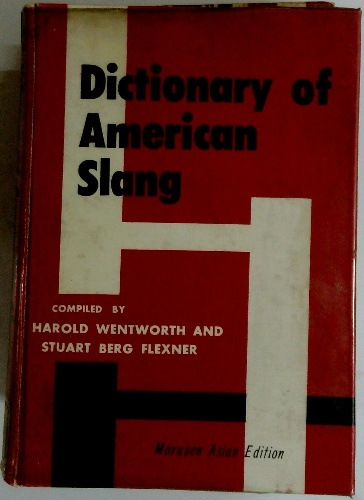 Dictionary of
American
Slang
COMPILED BY
HAROLD WENTWORTH AND
STUART BERG FLEXNER
Maruzen Asian Edition